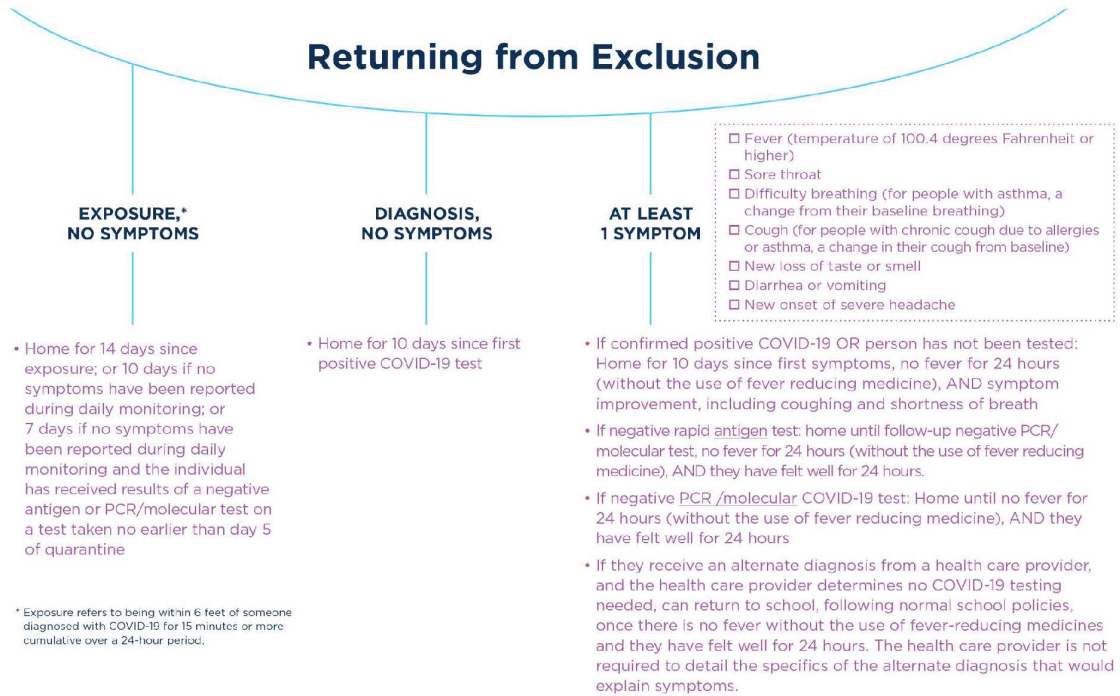 Returning from Exclusion
EXPOSURE,*
NO SYMPTOMS
• Home for 14 days since
exposure; or 10 days if no
symptoms have been reported
during daily monitoring; or
7 days if no symptoms have
been reported during daily
monitoring and the individual
has received results of a negative
antigen or PCR/molecular test on
a test taken no earlier than day 5
of quarantine
* Exposure refers to being within 6 feet of someone
diagnosed with COVID-19 for 15 minutes or more
cumulative over a 24-hour period.
DIAGNOSIS,
NO SYMPTOMS
• Home for 10 days since first
positive COVID-19 test
AT LEAST
1 SYMPTOM
☐ Fever (temperature of 100.4 degrees Fahrenheit or
higher)
☐ Sore throat
☐ Difficulty breathing (for people with asthma, a
change from their baseline breathing)
☐ Cough (for people with chronic cough due to allergies
or asthma, a change in their cough from baseline)
☐ New loss of taste or smell
☐ Diarrhea or vomiting
☐ New onset of severe headache
• If confirmed positive COVID-19 OR person has not been tested:
Home for 10 days since first symptoms, no fever for 24 hours
(without the use of fever reducing medicine), AND symptom
improvement, including coughing and shortness of breath
• If negative rapid antigen test: home until follow-up negative PCR/
molecular test, no fever for 24 hours (without the use of fever reducing
medicine), AND they have felt well for 24 hours.
• If negative PCR /molecular COVID-19 test: Home until no fever for
24 hours (without the use of fever reducing medicine), AND they
have felt well for 24 hours
• If they receive an alternate diagnosis from a health care provider,
and the health care provider determines no COVID-19 testing
needed, can return to school, following normal school policies,
once there is no fever without the use of fever-reducing medicines
and they have felt well for 24 hours. The health care provider is not
required to detail the specifics of the alternate diagnosis that would
explain symptoms.